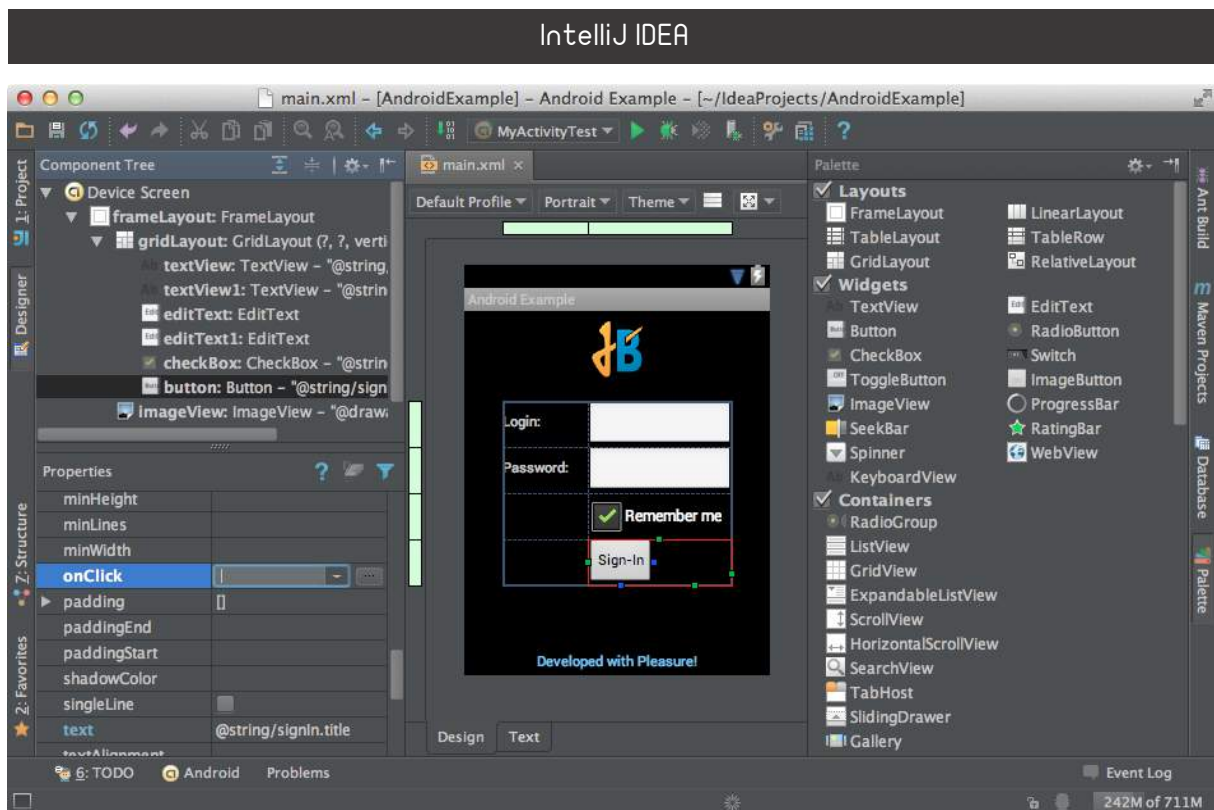 IntelliJ IDEA
main.xml – [AndroidExample] – Android Example – [~/IdeaProjects/AndroidExample]
MyActivityTest
1: Project
Designer
Z: Structure
2: Favorites
Component Tree
Device Screen
frameLayout: FrameLayout
gridLayout: GridLayout (?, ?, verti
textView: TextView – "@string,
textView1: TextView – "@strin
editText: EditText
editText1: EditText
checkBox: CheckBox – "@strin
button: Button – "@string/sign
imageView: ImageView – "@draw
Properties
minHeight
minLines
minWidth
onClick
padding []
paddingEnd
paddingStart
shadowColor
singleLine
text @string/signIn.title
textAlignment
main.xml
Default Profile Portrait Theme
Android Example
Login:
Password:
Remember me
Sign-In
Developed with Pleasure!
Design Text
Palette
Layouts
FrameLayout LinearLayout
TableLayout TableRow
GridLayout RelativeLayout
Widgets
Ab TextView EditText
Button RadioButton
CheckBox Switch
ToggleButton ImageButton
ImageView ProgressBar
SeekBar RatingBar
Spinner WebView
Ab KeyboardView
Containers
RadioGroup
ListView
GridView
ExpandableListView
ScrollView
HorizontalScrollView
SearchView
TabHost
SlidingDrawer
Gallery
Ant Build
m Maven Projects
Database
Palette
6: TODO Android Problems Event Log
242M of 711M